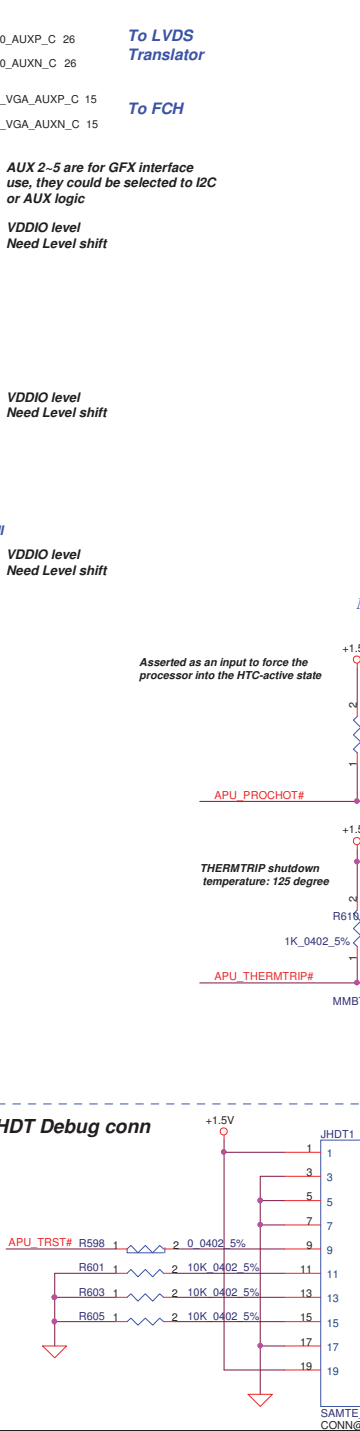 0_AUXP_C 26
To LVDS
Translator
0_AUXN_C 26
_VGA_AUXP_C 15
To FCH
_VGA_AUXN_C 15
AUX 2~5 are for GFX interface
use, they could be selected to I2C
or AUX logic
VDDIO level
Need Level shift
VDDIO level
Need Level shift
VDDIO level
Need Level shift
Asserted as an input to force the
processor into the HTC-active state
+1.5
2
1
APU_PROCHOT#
+1.5
THERMTRIP shutdown
temperature: 125 degree
2
R610
1K_0402_5%
1
APU_THERMTRIP#
MMBT
HDT Debug conn
+1.5V
JHDT1
1 1
3 3
5 5
7 7
APU_TRST# R598 1 2 0_0402_5% 9 9
R601 1 2 10K_0402_5% 11 11
R603 1 2 10K_0402_5% 13 13
R605 1 2 10K_0402_5% 15 15
17 17
19 19
SAMTE_
CONN@